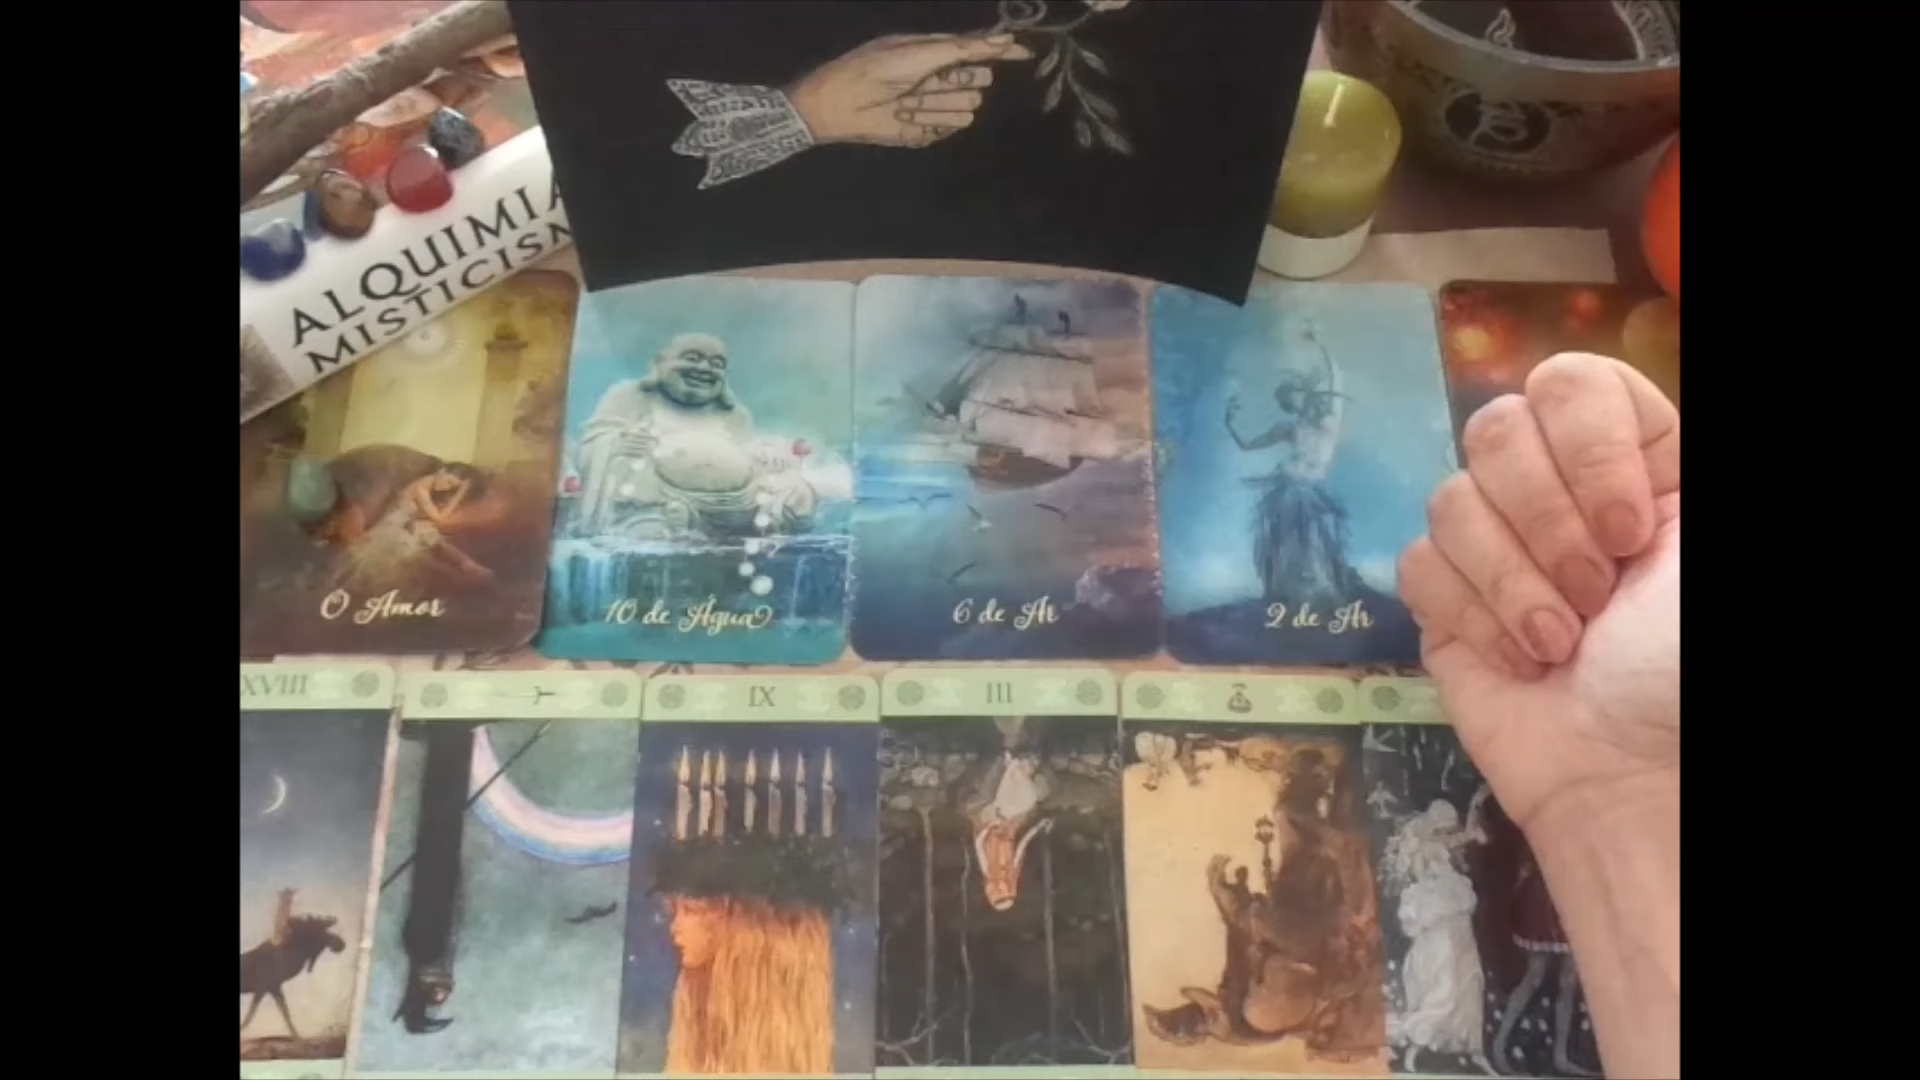 ALQUIMIA
MISTICISM
O Amor
10 de Água
6 de Ar
2 de Ar
XVIII
IX
III